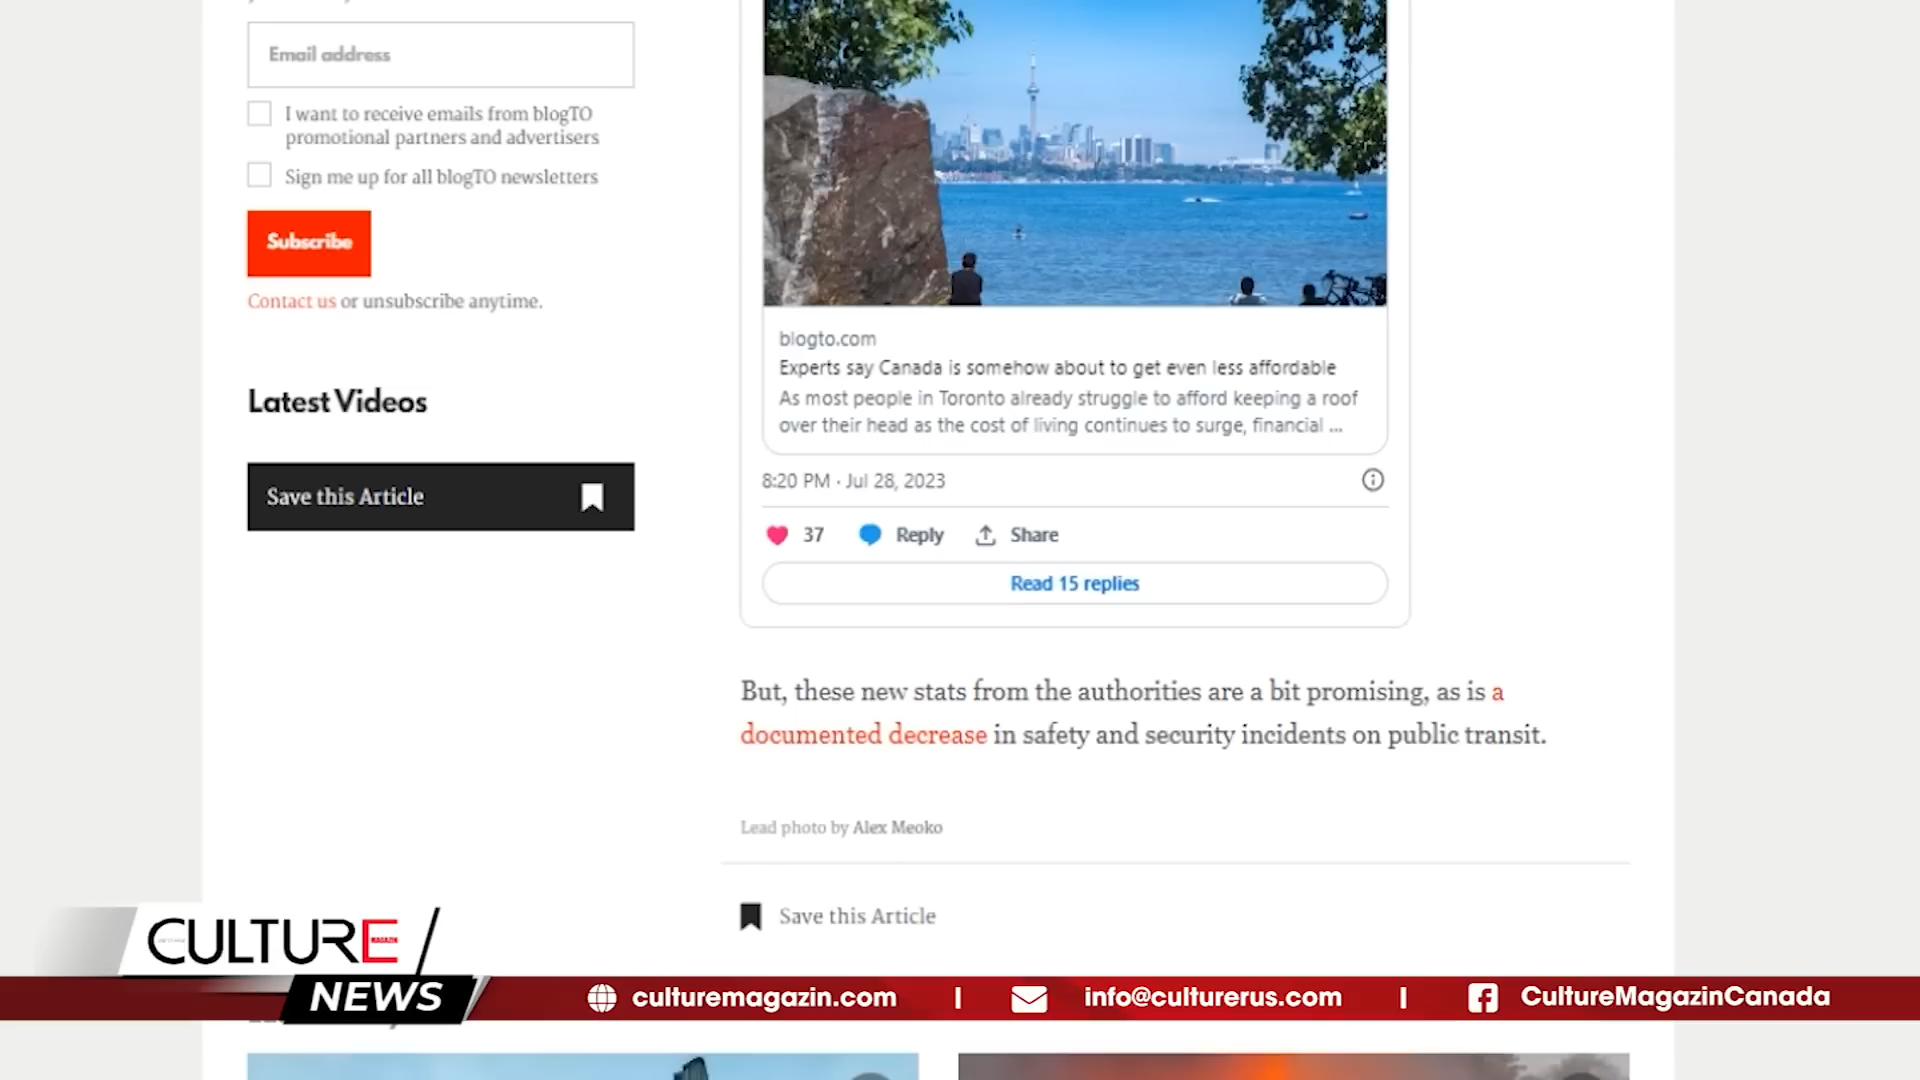 Email address
I want to receive emails from blogTO
promotional partners and advertisers
Sign me up for all blogTO newsletters
Subscribe
Contact us or unsubscribe anytime.
Latest Videos
Save this Article
blogto.com
Experts say Canada is somehow about to get even less affordable
As most people in Toronto already struggle to afford keeping a roof
over their head as the cost of living continues to surge, financial ...
8:20 PM · Jul 28, 2023
37 Reply Share
Read 15 replies
But, these new stats from the authorities are a bit promising, as is a
documented decrease in safety and security incidents on public transit.
Lead photo by Alex Meoko
Save this Article
CULTURE
MAGAZIN
NEWS
culturemagazin.com | info@culturerus.com | CultureMagazinCanada